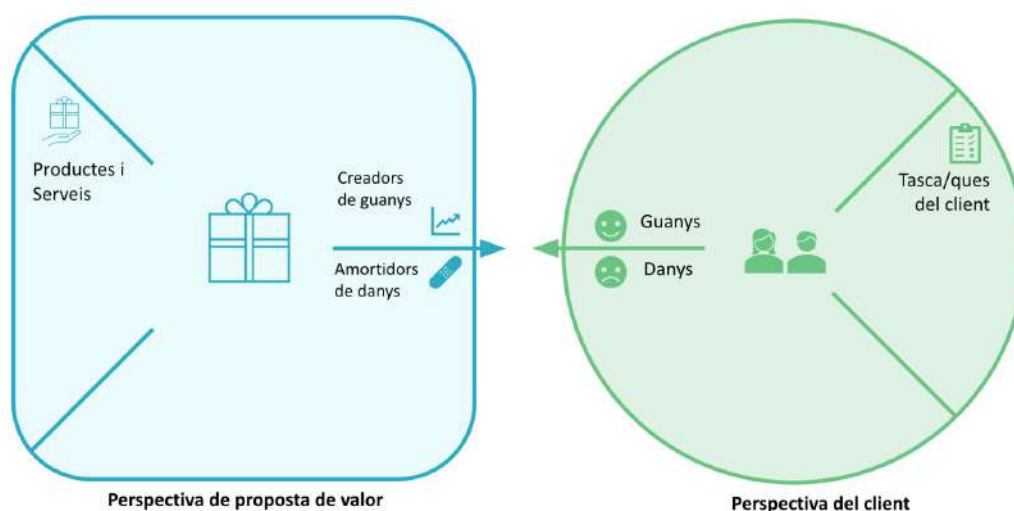 Productes i
Serveis
Creadors
de guanys
Amortidors
de danys
Guanys
Danys
Tasca/ques
del client
Perspectiva de proposta de valor
Perspectiva del client